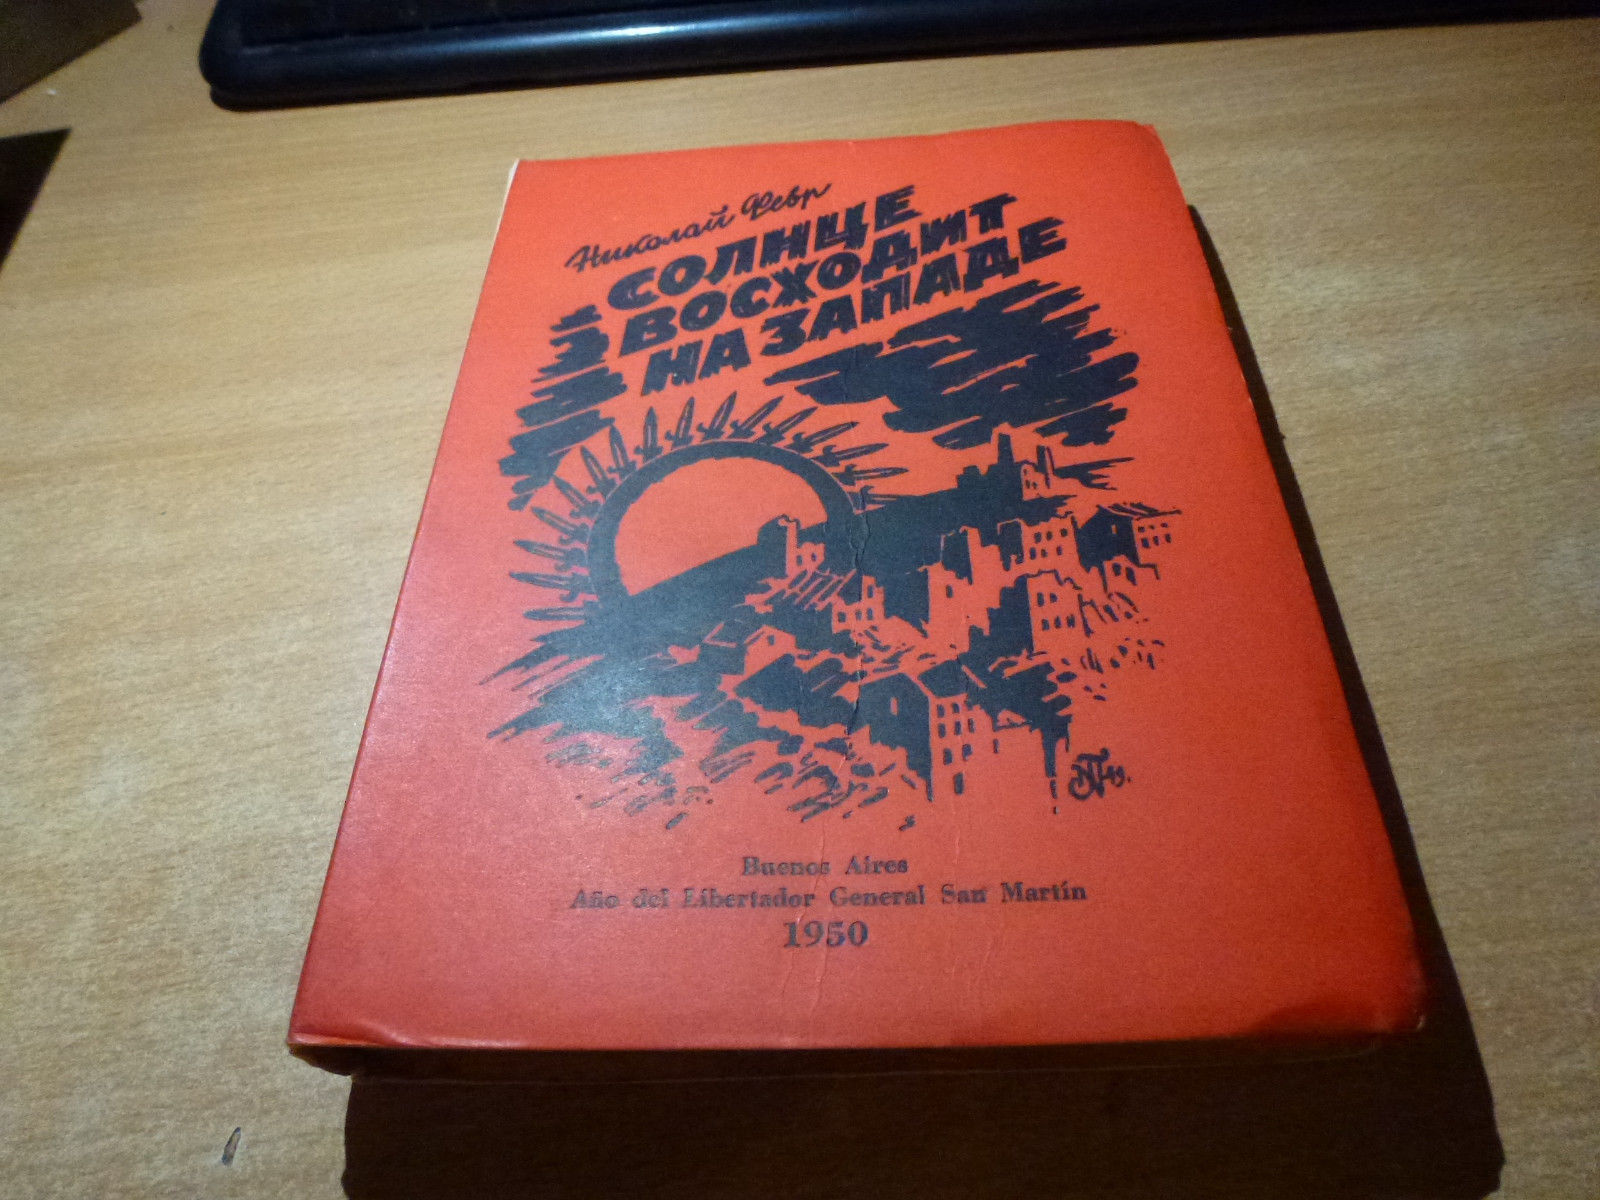 Николай Февр
СОЛНЦЕ
ВОСХОДИТ
НА ЗАПАДЕ
Buenos Aires
Año del Libertador General San Martín
1950